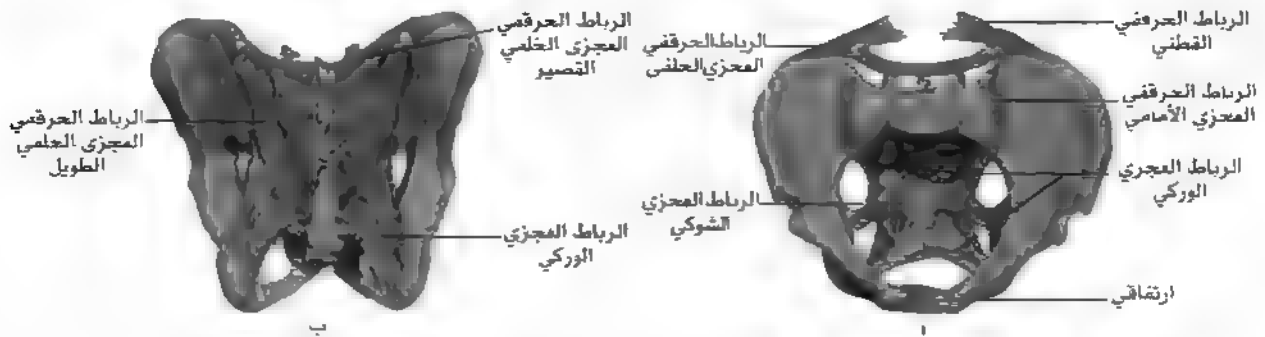 الرباط الحرقفي
القطني
الرباط الحرقفي
العجزي الخلفي
الرباط الحرقفي
العجزي الأمامي
الرباط العجزي
الوركي
الرباط العجزي
الشوكي
ارتفاقي
أ
الرباط الحرقفي
العجزي الخلفي
القصير
الرباط الحرقفي
العجزي الخلفي
الطويل
الرباط العجزي
الوركي
ب